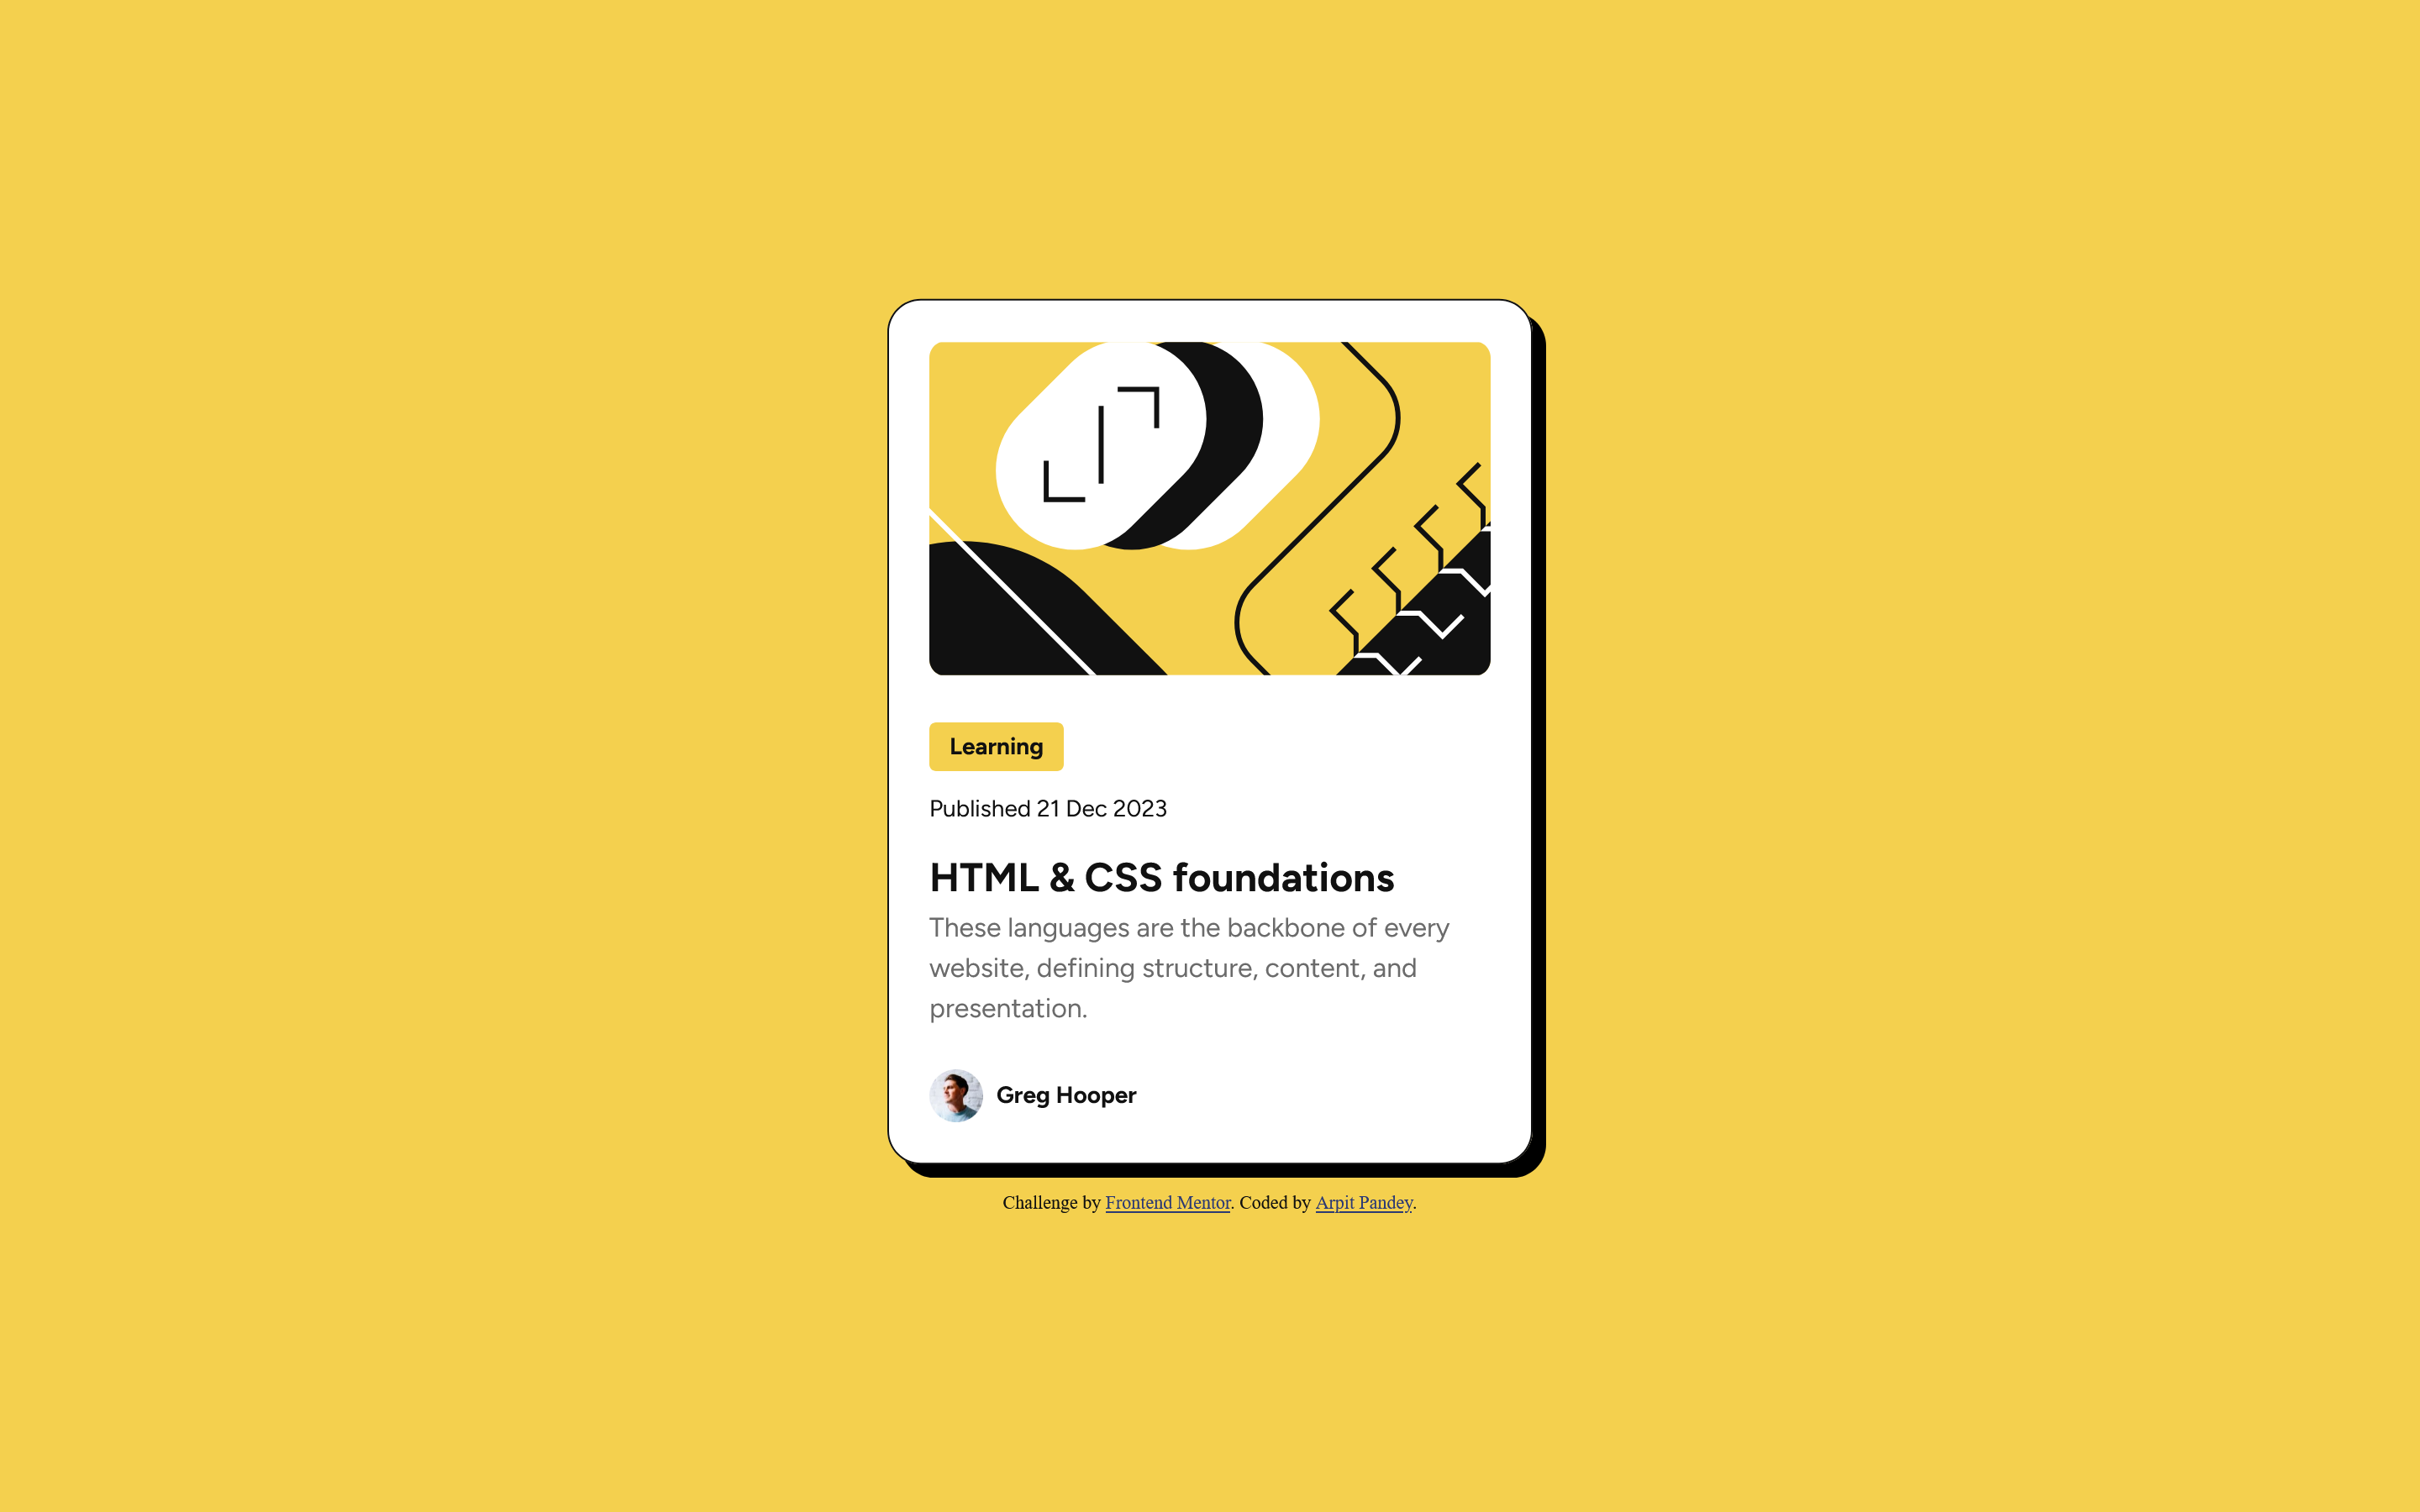 Learning
Published 21 Dec 2023
HTML & CSS foundations
These languages are the backbone of every
website, defining structure, content, and
presentation.
Greg Hooper
Challenge by Frontend Mentor. Coded by Arpit Pandey.